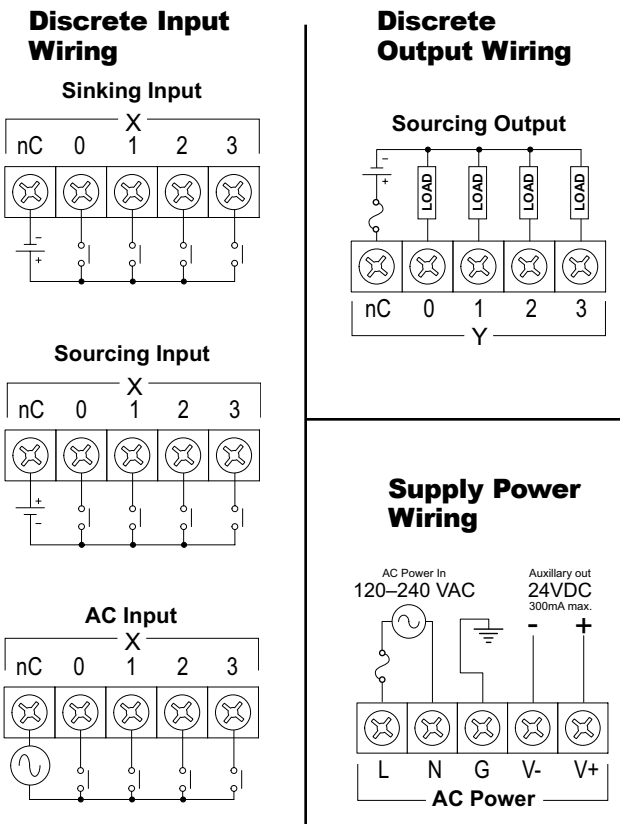 Discrete Input
Wiring
Sinking Input
X
nC 0 1 2 3
- +
Sourcing Input
X
nC 0 1 2 3
+ -
AC Input
X
nC 0 1 2 3
Discrete
Output Wiring
Sourcing Output
- +
LOAD LOAD LOAD LOAD
nC 0 1 2 3
Y
Supply Power
Wiring
AC Power In
120–240 VAC
Auxillary out
24VDC
300mA max.
- +
L N G V- V+
AC Power